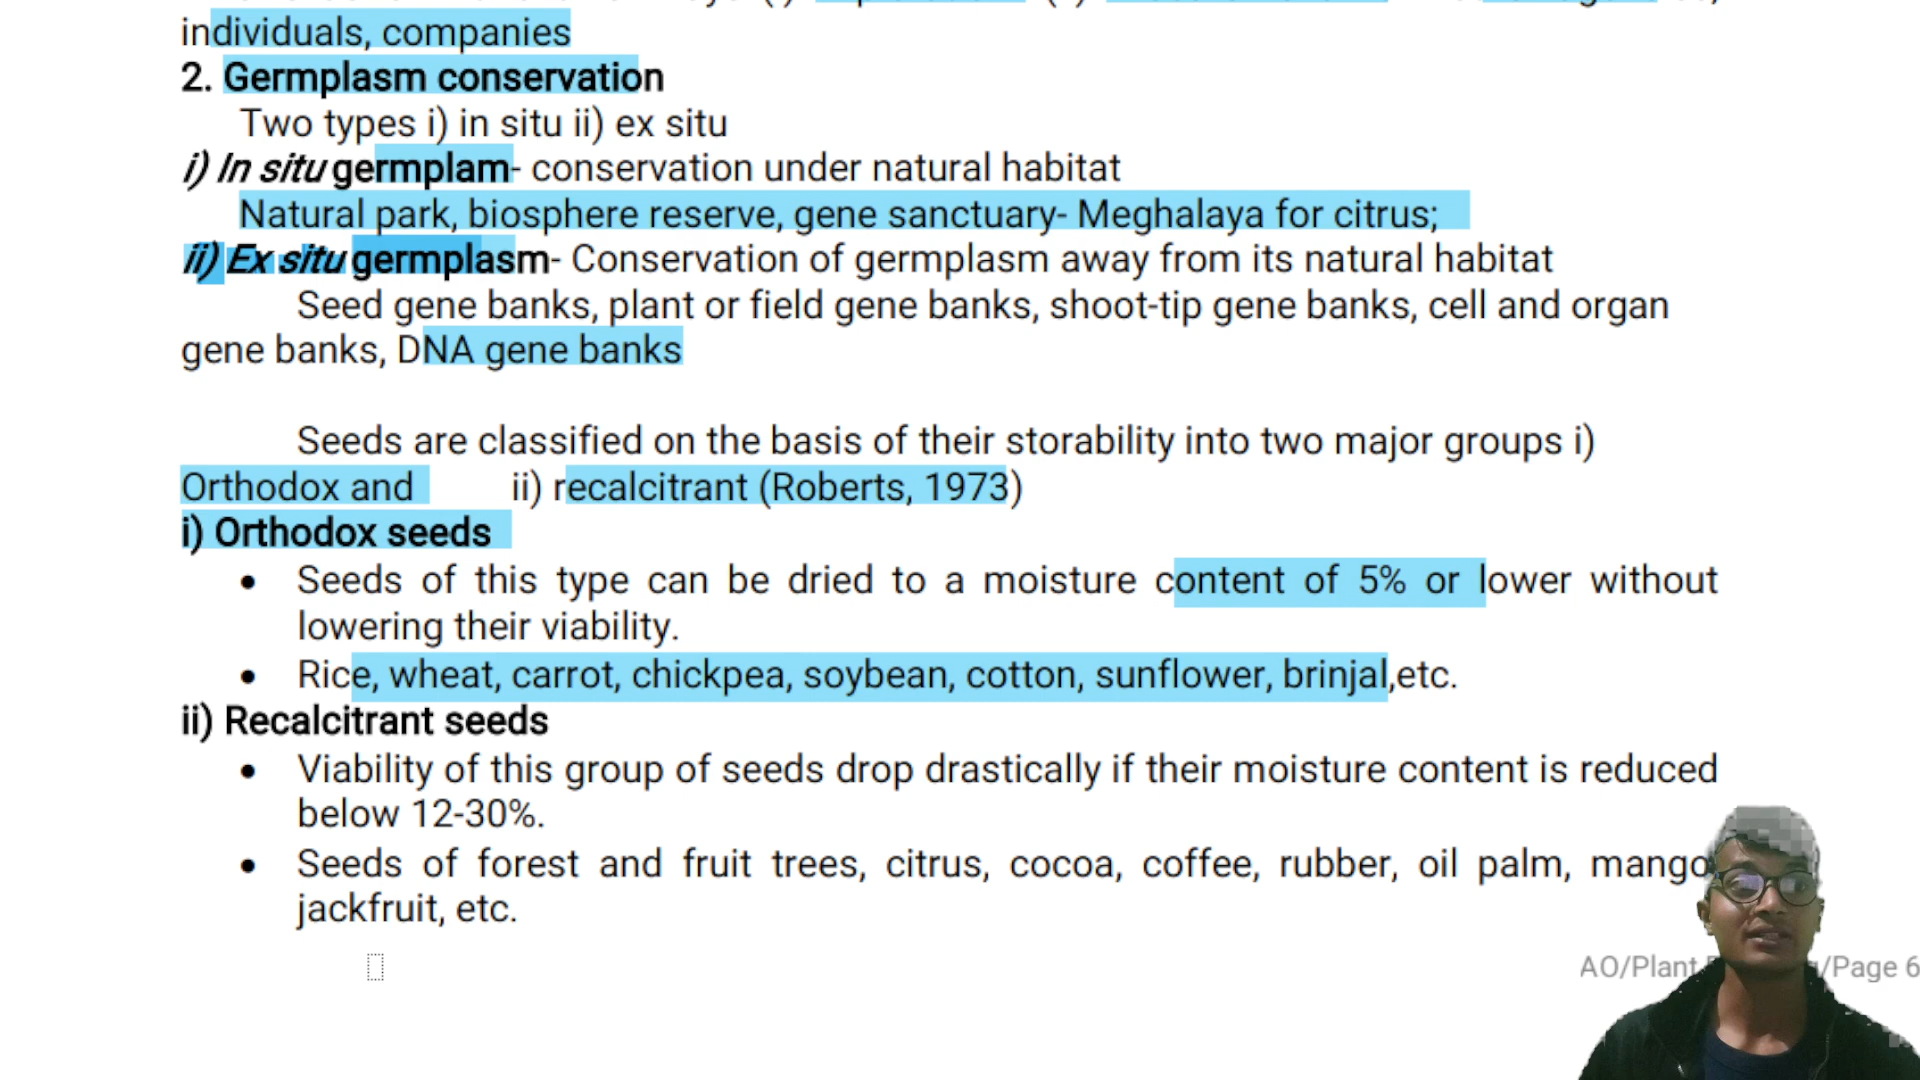 individuals, companies
2. Germplasm conservation
Two types i) in situ ii) ex situ
i) In situ germplam- conservation under natural habitat
Natural park, biosphere reserve, gene sanctuary- Meghalaya for citrus;
ii) Ex situ germplasm- Conservation of germplasm away from its natural habitat
Seed gene banks, plant or field gene banks, shoot-tip gene banks, cell and organ
gene banks, DNA gene banks
Seeds are classified on the basis of their storability into two major groups i)
Orthodox and ii) recalcitrant (Roberts, 1973)
i) Orthodox seeds
• Seeds of this type can be dried to a moisture content of 5% or lower without
lowering their viability.
• Rice, wheat, carrot, chickpea, soybean, cotton, sunflower, brinjal,etc.
ii) Recalcitrant seeds
• Viability of this group of seeds drop drastically if their moisture content is reduced
below 12-30%.
• Seeds of forest and fruit trees, citrus, cocoa, coffee, rubber, oil palm, mango
jackfruit, etc.
AO/Plant /Page 6